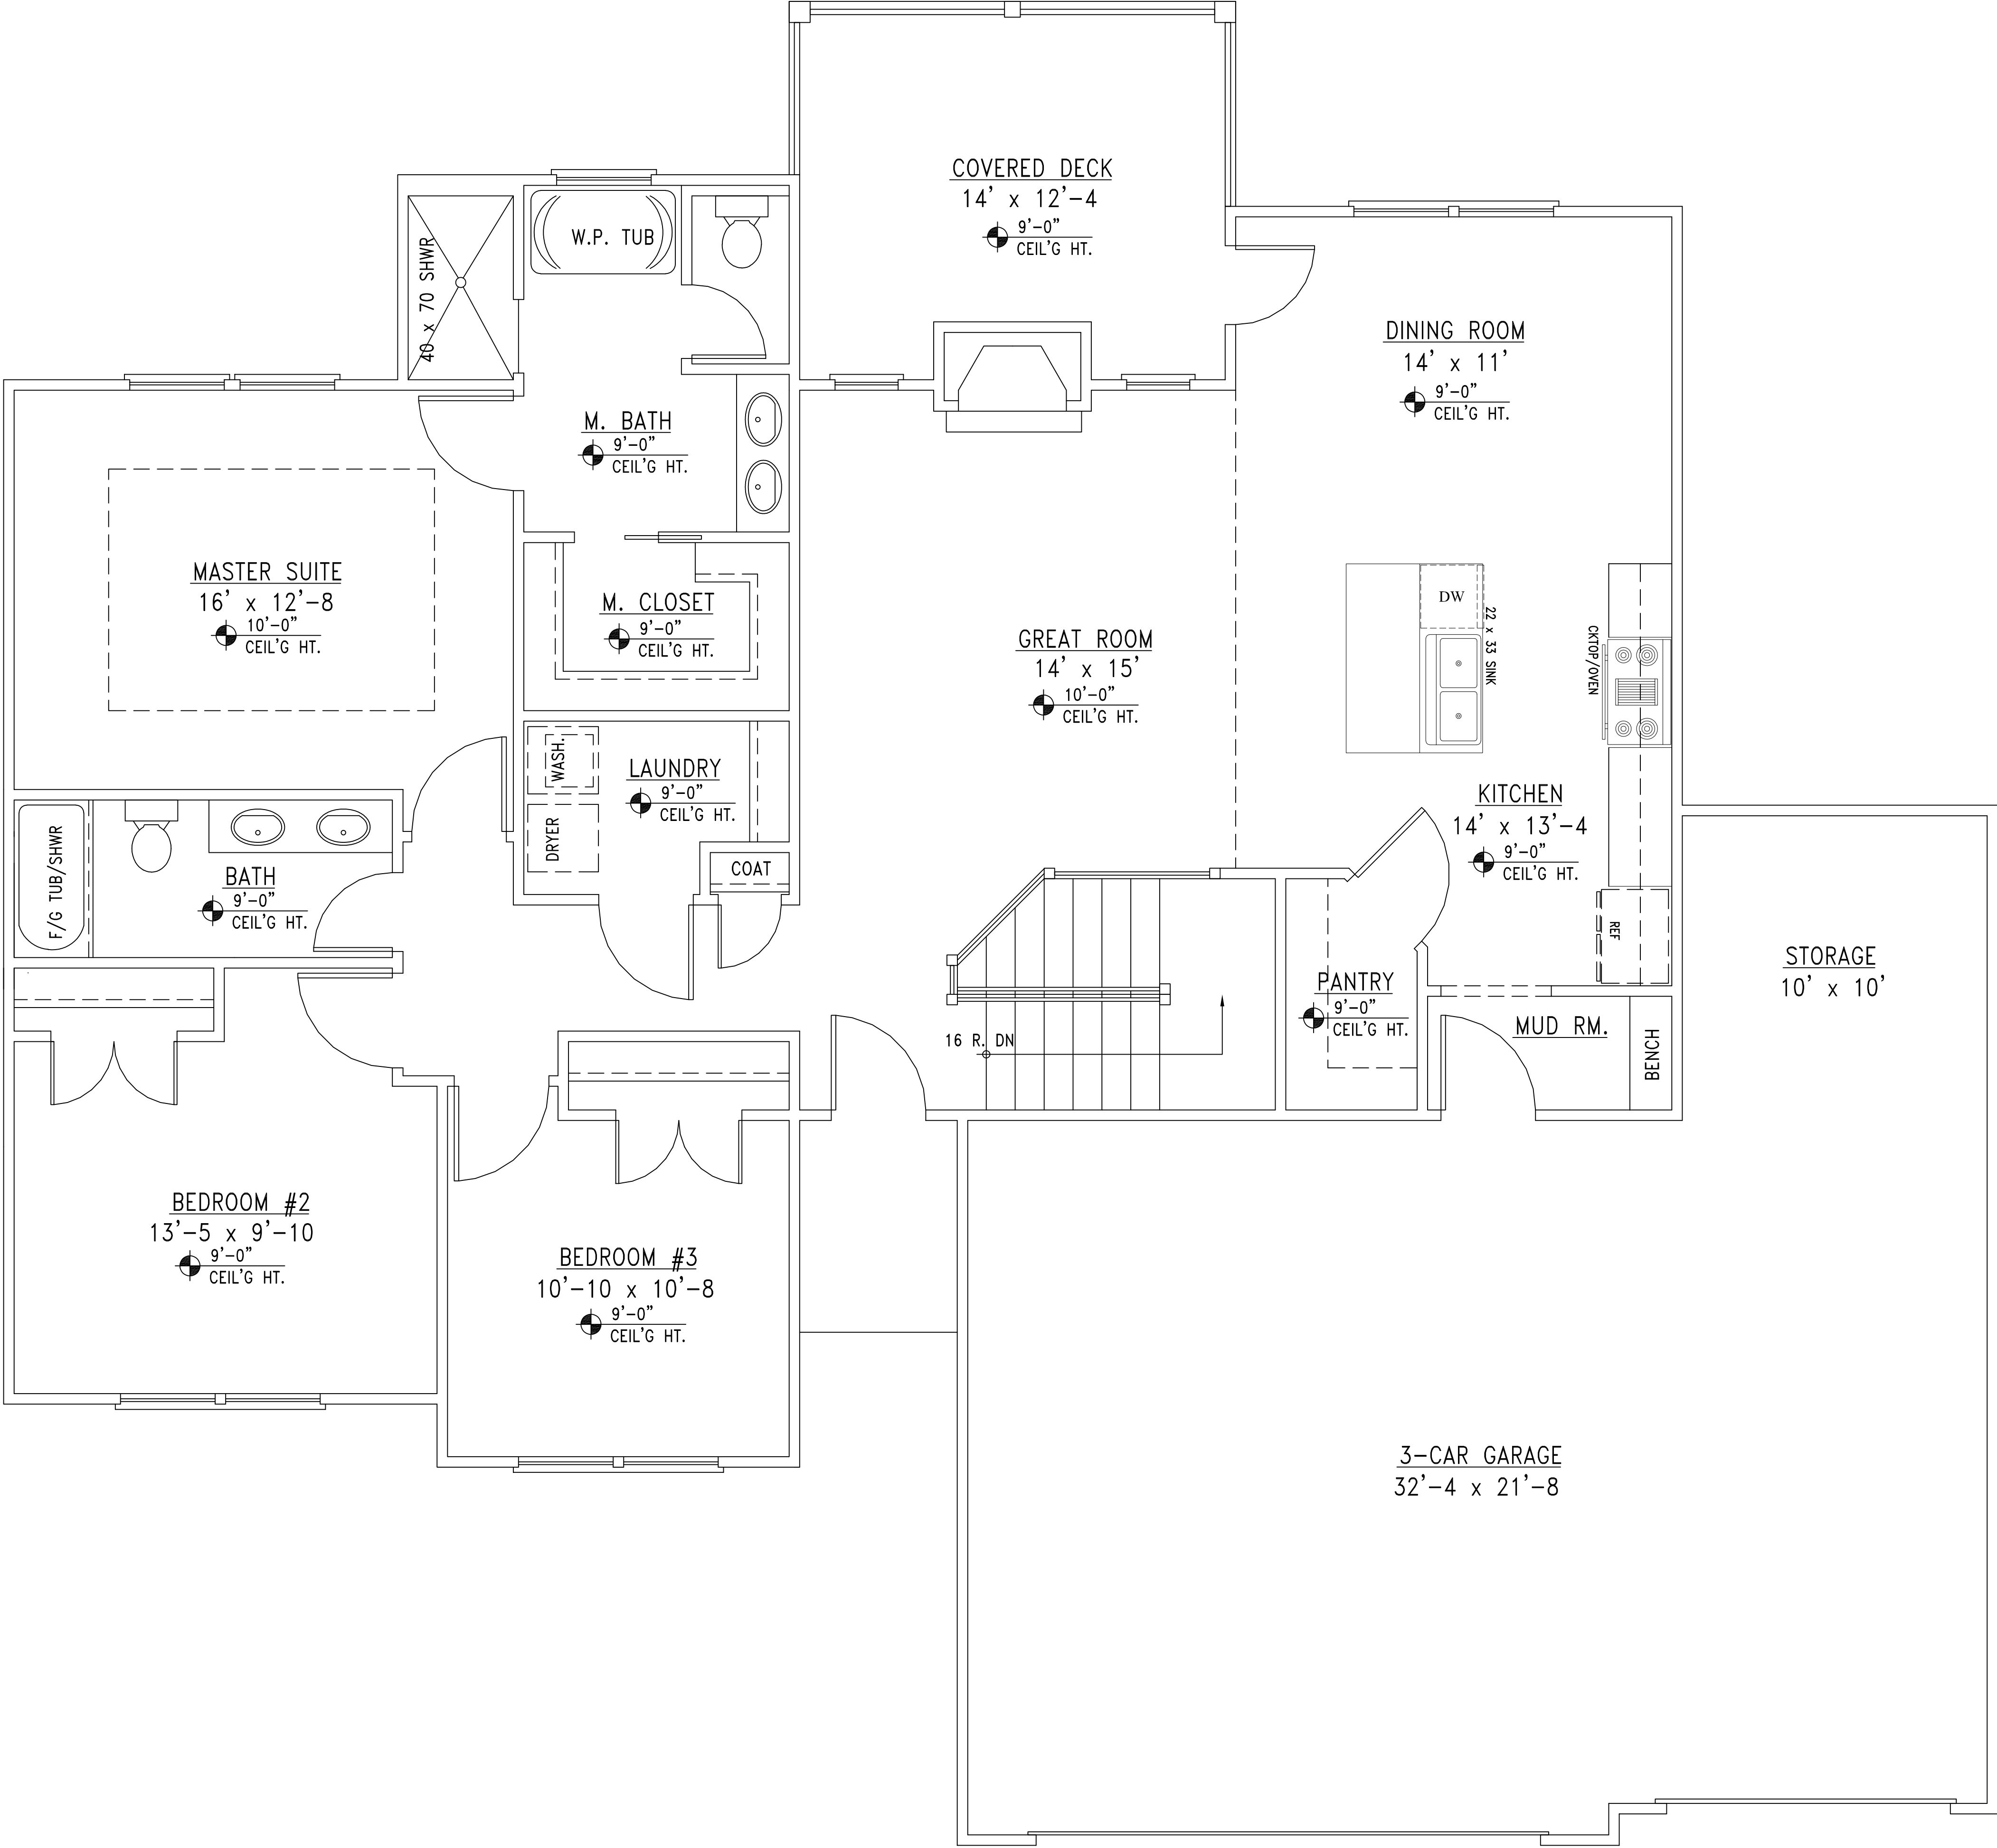 COVERED DECK
14' x 12'-4
9'-0"
CEIL'G HT.
W.P. TUB
40 x 70 SHWR
DINING ROOM
14' x 11'
9'-0"
CEIL'G HT.
M. BATH
9'-0"
CEIL'G HT.
MASTER SUITE
16' x 12'-8
10'-0"
CEIL'G HT.
M. CLOSET
9'-0"
CEIL'G HT.
GREAT ROOM
14' x 15'
10'-0"
CEIL'G HT.
DW
22 x 33 SINK
CKTOP/OVEN
WASH.
DRYER
LAUNDRY
9'-0"
CEIL'G HT.
COAT
KITCHEN
14' x 13'-4
9'-0"
CEIL'G HT.
REF
F/G TUB/SHWR
BATH
9'-0"
CEIL'G HT.
STORAGE
10' x 10'
PANTRY
9'-0"
CEIL'G HT.
MUD RM.
BENCH
16 R. DN
BEDROOM #2
13'-5 x 9'-10
9'-0"
CEIL'G HT.
BEDROOM #3
10'-10 x 10'-8
9'-0"
CEIL'G HT.
3-CAR GARAGE
32'-4 x 21'-8